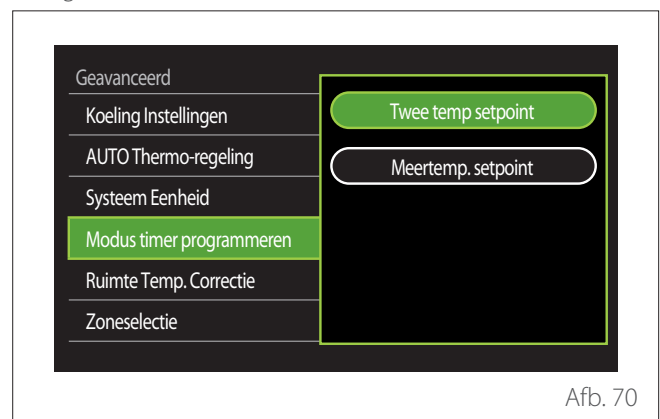 Geavanceerd
Koeling Instellingen
AUTO Thermo-regeling
Systeem Eenheid
Modus timer programmeren
Ruimte Temp. Correctie
Zoneselectie
Twee temp setpoint
Meertemp. setpoint
Afb. 70